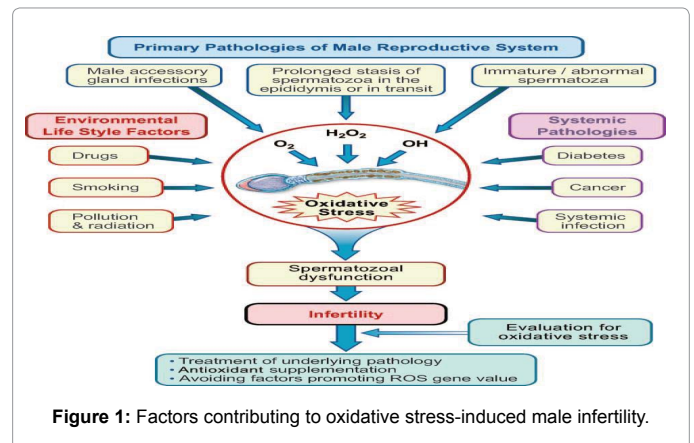 Primary Pathologies of Male Reproductive System
Male accessory
gland infections
Prolonged stasis of
spermatozoa in the
epididymis or in transit
Immature / abnormal
spermatoza
Environmental
Life Style Factors
Drugs
Smoking
Pollution
& radiation
O2
H2O2
OH
Oxidative
Stress
Systemic
Pathologies
Diabetes
Cancer
Systemic
infection
Spermatozoal
dysfunction
Infertility
Evaluation for
oxidative stress
· Treatment of underlying pathology
· Antioxidant supplementation
· Avoiding factors promoting ROS gene value
Figure 1: Factors contributing to oxidative stress-induced male infertility.